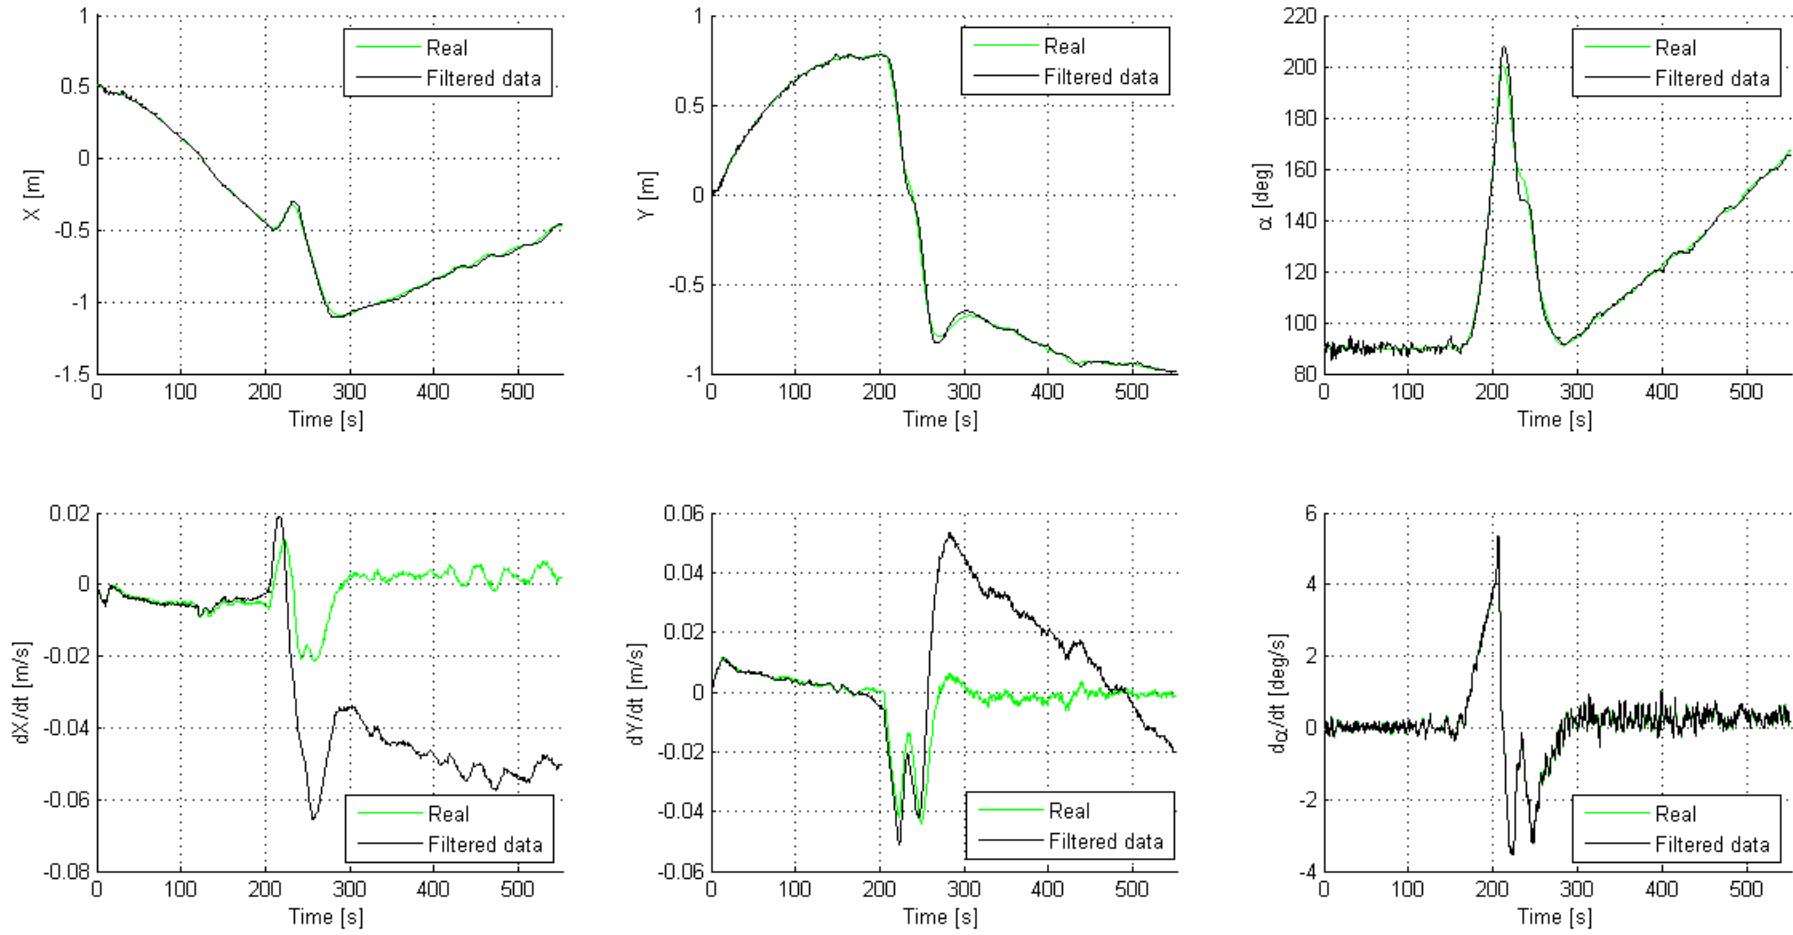 1
0.5
0
-0.5
-1
-1.5
0 100 200 300 400 500
X [m]
Time [s]
Real
Filtered data
1
0.5
0
-0.5
-1
0 100 200 300 400 500
Y [m]
Time [s]
Real
Filtered data
220
200
180
160
140
120
100
80
0 100 200 300 400 500
α [deg]
Time [s]
Real
Filtered data
0.02
0
-0.02
-0.04
-0.06
-0.08
0 100 200 300 400 500
dX/dt [m/s]
Time [s]
Real
Filtered data
0.06
0.04
0.02
0
-0.02
-0.04
-0.06
0 100 200 300 400 500
dY/dt [m/s]
Time [s]
Real
Filtered data
6
4
2
0
-2
-4
0 100 200 300 400 500
dα/dt [deg/s]
Time [s]
Real
Filtered data